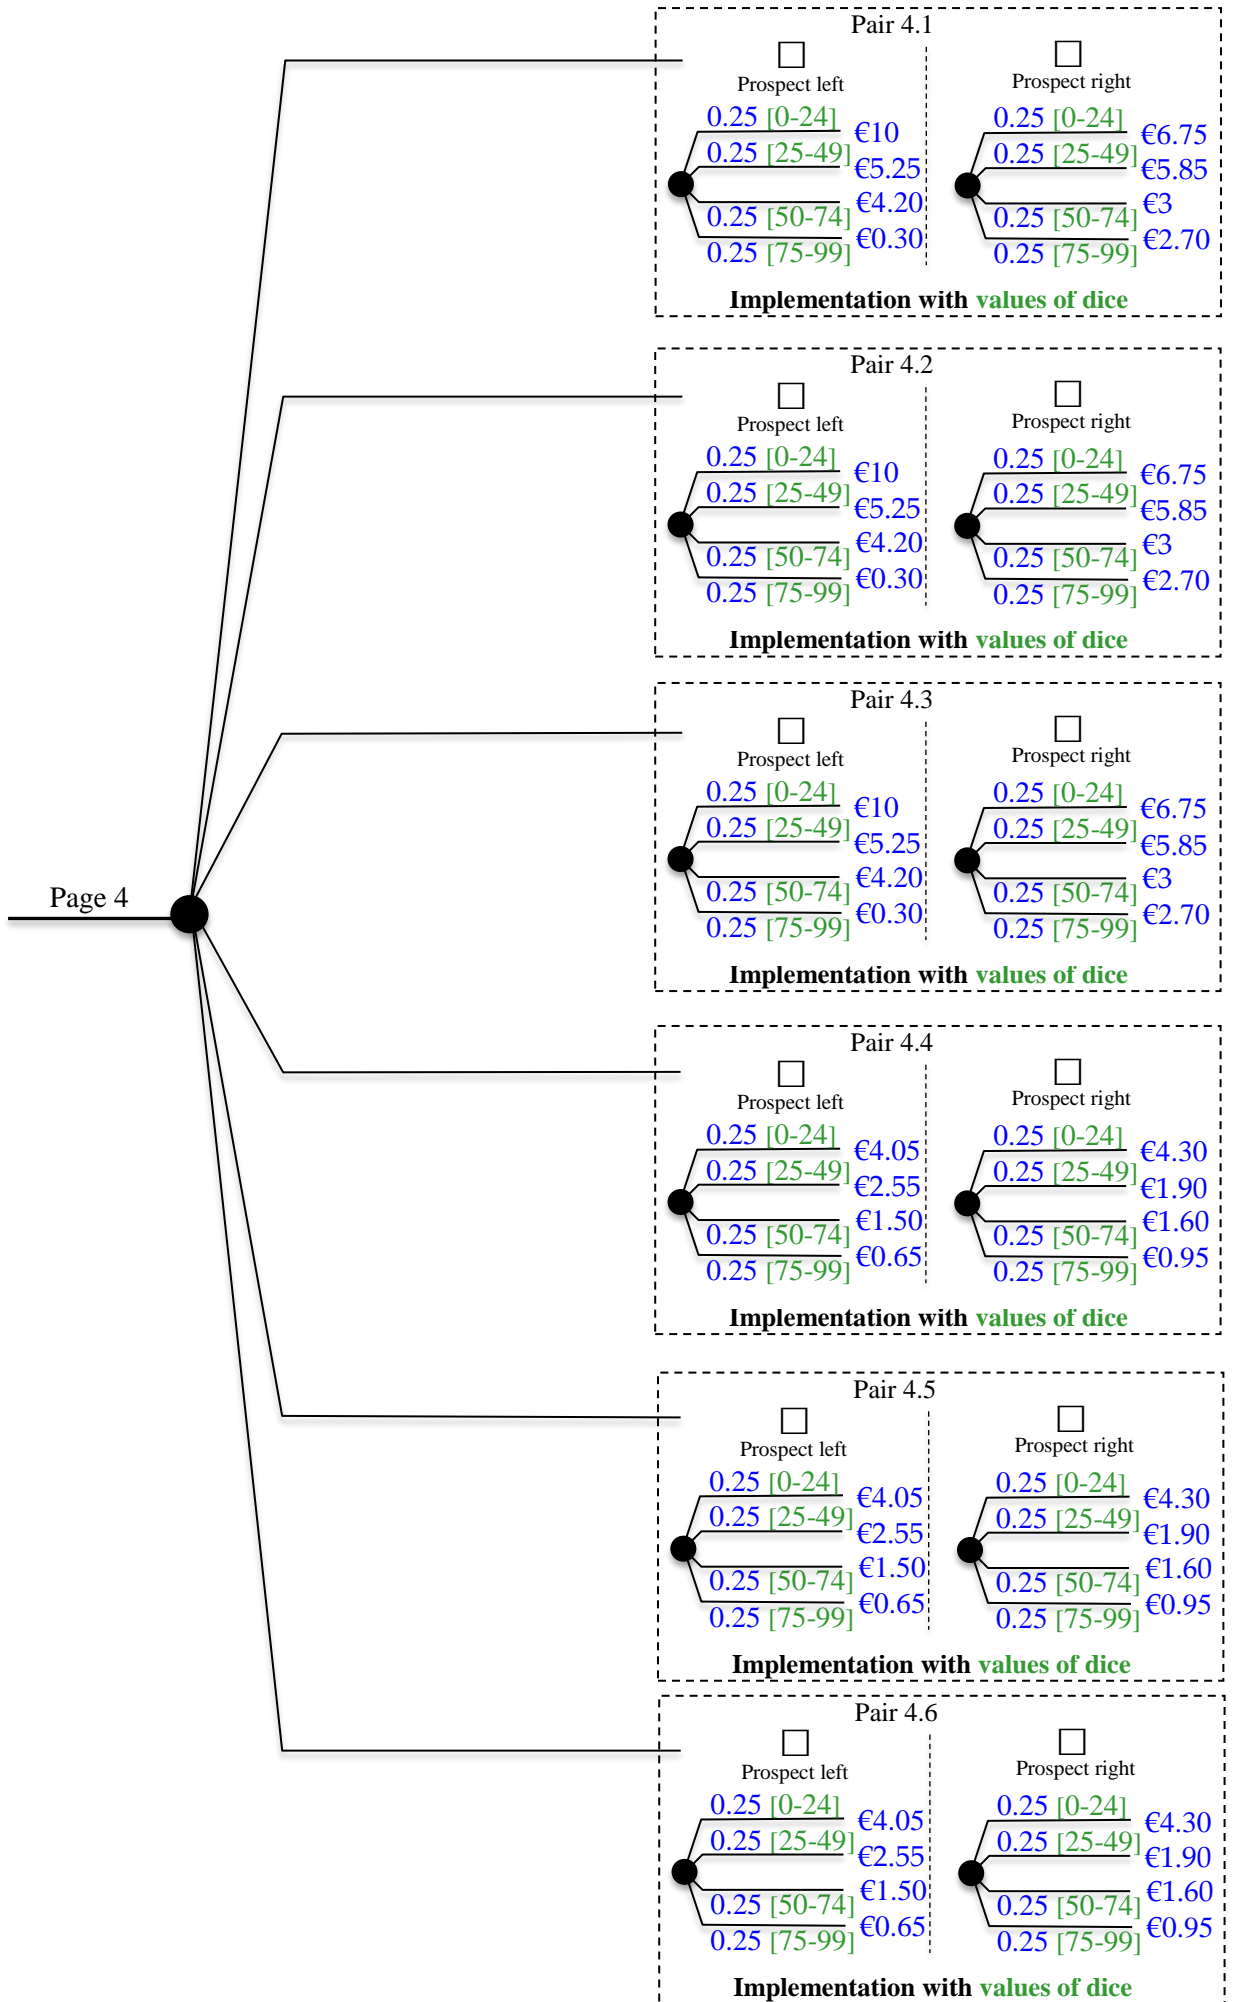 Pair 4.1
Prospect left
0.25 [0-24] €10
0.25 [25-49] €5.25
0.25 [50-74] €4.20
0.25 [75-99] €0.30
Prospect right
0.25 [0-24] €6.75
0.25 [25-49] €5.85
0.25 [50-74] €3
0.25 [75-99] €2.70
Implementation with values of dice
Pair 4.2
Prospect left
0.25 [0-24] €10
0.25 [25-49] €5.25
0.25 [50-74] €4.20
0.25 [75-99] €0.30
Prospect right
0.25 [0-24] €6.75
0.25 [25-49] €5.85
0.25 [50-74] €3
0.25 [75-99] €2.70
Implementation with values of dice
Pair 4.3
Prospect left
0.25 [0-24] €10
0.25 [25-49] €5.25
0.25 [50-74] €4.20
0.25 [75-99] €0.30
Prospect right
0.25 [0-24] €6.75
0.25 [25-49] €5.85
0.25 [50-74] €3
0.25 [75-99] €2.70
Implementation with values of dice
Page 4
Pair 4.4
Prospect left
0.25 [0-24] €4.05
0.25 [25-49] €2.55
0.25 [50-74] €1.50
0.25 [75-99] €0.65
Prospect right
0.25 [0-24] €4.30
0.25 [25-49] €1.90
0.25 [50-74] €1.60
0.25 [75-99] €0.95
Implementation with values of dice
Pair 4.5
Prospect left
0.25 [0-24] €4.05
0.25 [25-49] €2.55
0.25 [50-74] €1.50
0.25 [75-99] €0.65
Prospect right
0.25 [0-24] €4.30
0.25 [25-49] €1.90
0.25 [50-74] €1.60
0.25 [75-99] €0.95
Implementation with values of dice
Pair 4.6
Prospect left
0.25 [0-24] €4.05
0.25 [25-49] €2.55
0.25 [50-74] €1.50
0.25 [75-99] €0.65
Prospect right
0.25 [0-24] €4.30
0.25 [25-49] €1.90
0.25 [50-74] €1.60
0.25 [75-99] €0.95
Implementation with values of dice